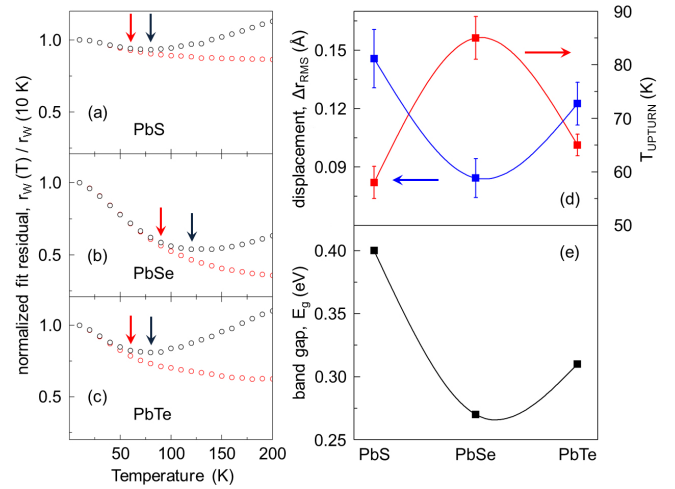 normalized fit residual, r_W (T) / r_W (10 K)
1.0
0.5
(a)
PbS
1.0
0.5
(b)
PbSe
1.0
0.5
(c)
PbTe
50
100
150
200
Temperature (K)
displacement, Δr_RMS (Å)
0.15
0.12
0.09
90
80
70
60
50
T_UPTURN (K)
(d)
band gap, E_g (eV)
0.40
0.35
0.30
0.25
(e)
PbS
PbSe
PbTe